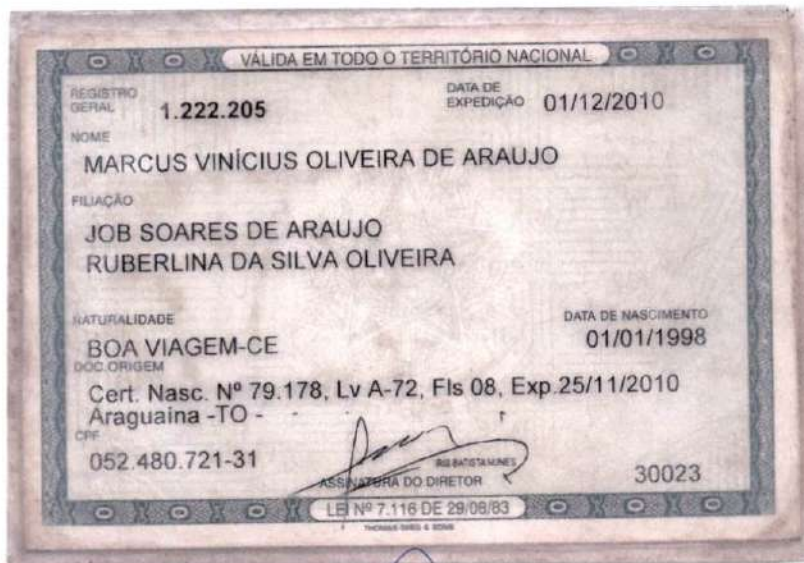 VÁLIDA EM TODO O TERRITÓRIO NACIONAL
REGISTRO GERAL 1.222.205 DATA DE EXPEDIÇÃO 01/12/2010
NOME
MARCUS VINÍCIUS OLIVEIRA DE ARAUJO
FILIAÇÃO
JOB SOARES DE ARAUJO
RUBERLINA DA SILVA OLIVEIRA
NATURALIDADE DATA DE NASCIMENTO
BOA VIAGEM-CE 01/01/1998
DOC.ORIGEM
Cert. Nasc. Nº 79.178, Lv A-72, Fls 08, Exp.25/11/2010
Araguaina -TO -
CPF
052.480.721-31 BATISTA NUNES 30023
ASSINATURA DO DIRETOR
LEI Nº 7.116 DE 29/08/83